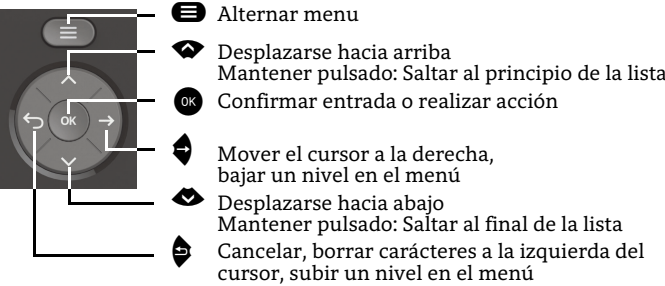 Alternar menu
Desplazarse hacia arriba
Mantener pulsado: Saltar al principio de la lista
OK
OK
Confirmar entrada o realizar acción
Mover el cursor a la derecha,
bajar un nivel en el menú
Desplazarse hacia abajo
Mantener pulsado: Saltar al final de la lista
Cancelar, borrar carácteres a la izquierda del
cursor, subir un nivel en el menú